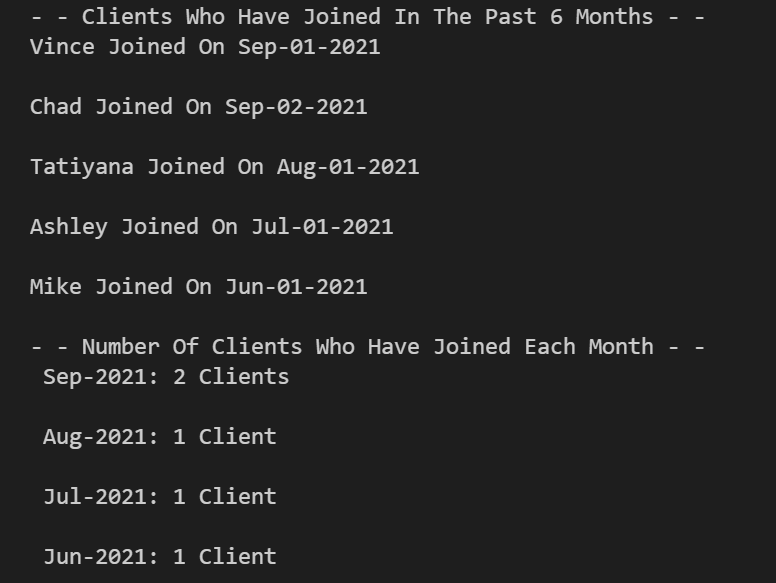 - - Clients Who Have Joined In The Past 6 Months - -
Vince Joined On Sep-01-2021
Chad Joined On Sep-02-2021
Tatiyana Joined On Aug-01-2021
Ashley Joined On Jul-01-2021
Mike Joined On Jun-01-2021
- - Number Of Clients Who Have Joined Each Month - -
Sep-2021: 2 Clients
Aug-2021: 1 Client
Jul-2021: 1 Client
Jun-2021: 1 Client